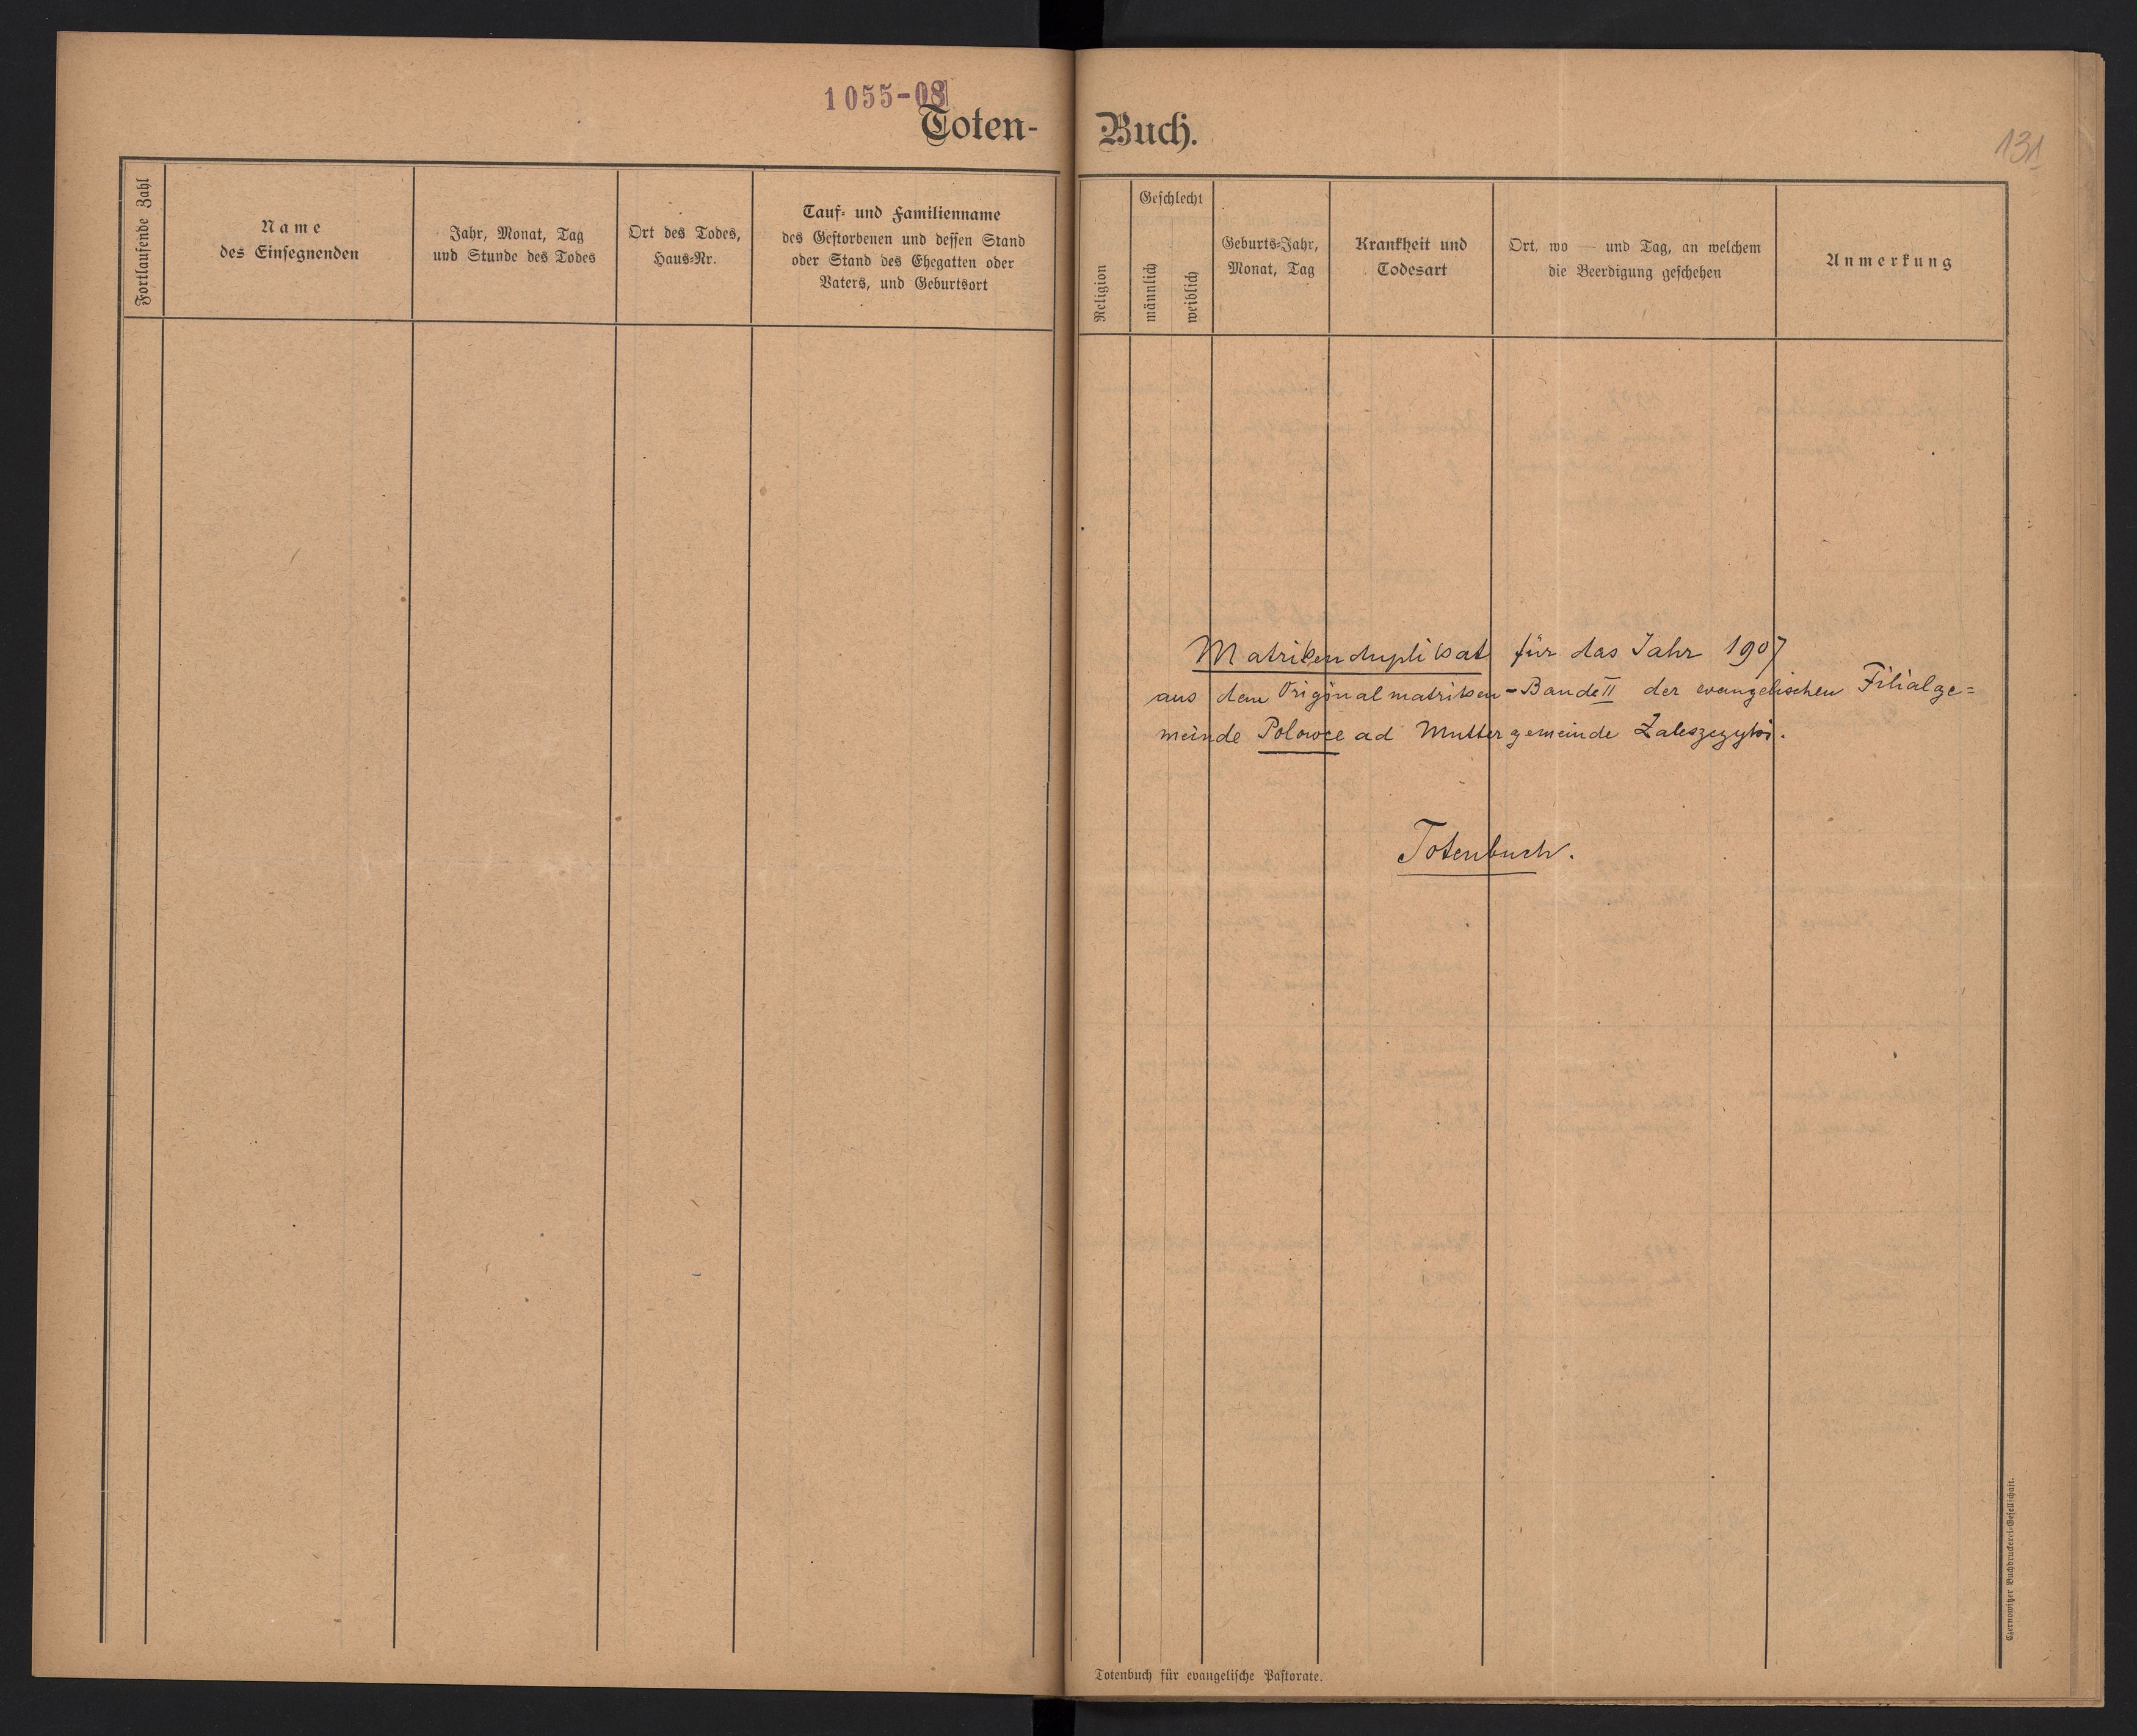 1055-08
Toten-
Fortlaufende Zahl
Name
des Einsegnenden
Jahr, Monat, Tag
und Stunde des Todes
Ort des Todes,
Haus-Nr.
Tauf- und Familienname
des Gestorbenen und dessen Stand
oder Stand des Ehegatten oder
Vaters, und Geburtsort
Buch.
131
Religion
Geschlecht
männlich
weiblich
Geburts-Jahr,
Monat, Tag
Krankheit und
Todesart
Ort, wo — und Tag, an welchem
die Beerdigung geschehen
Anmerkung
Matrikenduplikat für das Jahr 1907
aus dem Originalmatriken-Bande II der evangelischen Filialge=
meinde Polowce ad Muttergemeinde Zaleszczyki.
Totenbuch.
Totenbuch für evangelische Pastorate.
Czernowitzer Buchdruckerei-Gesellschaft.